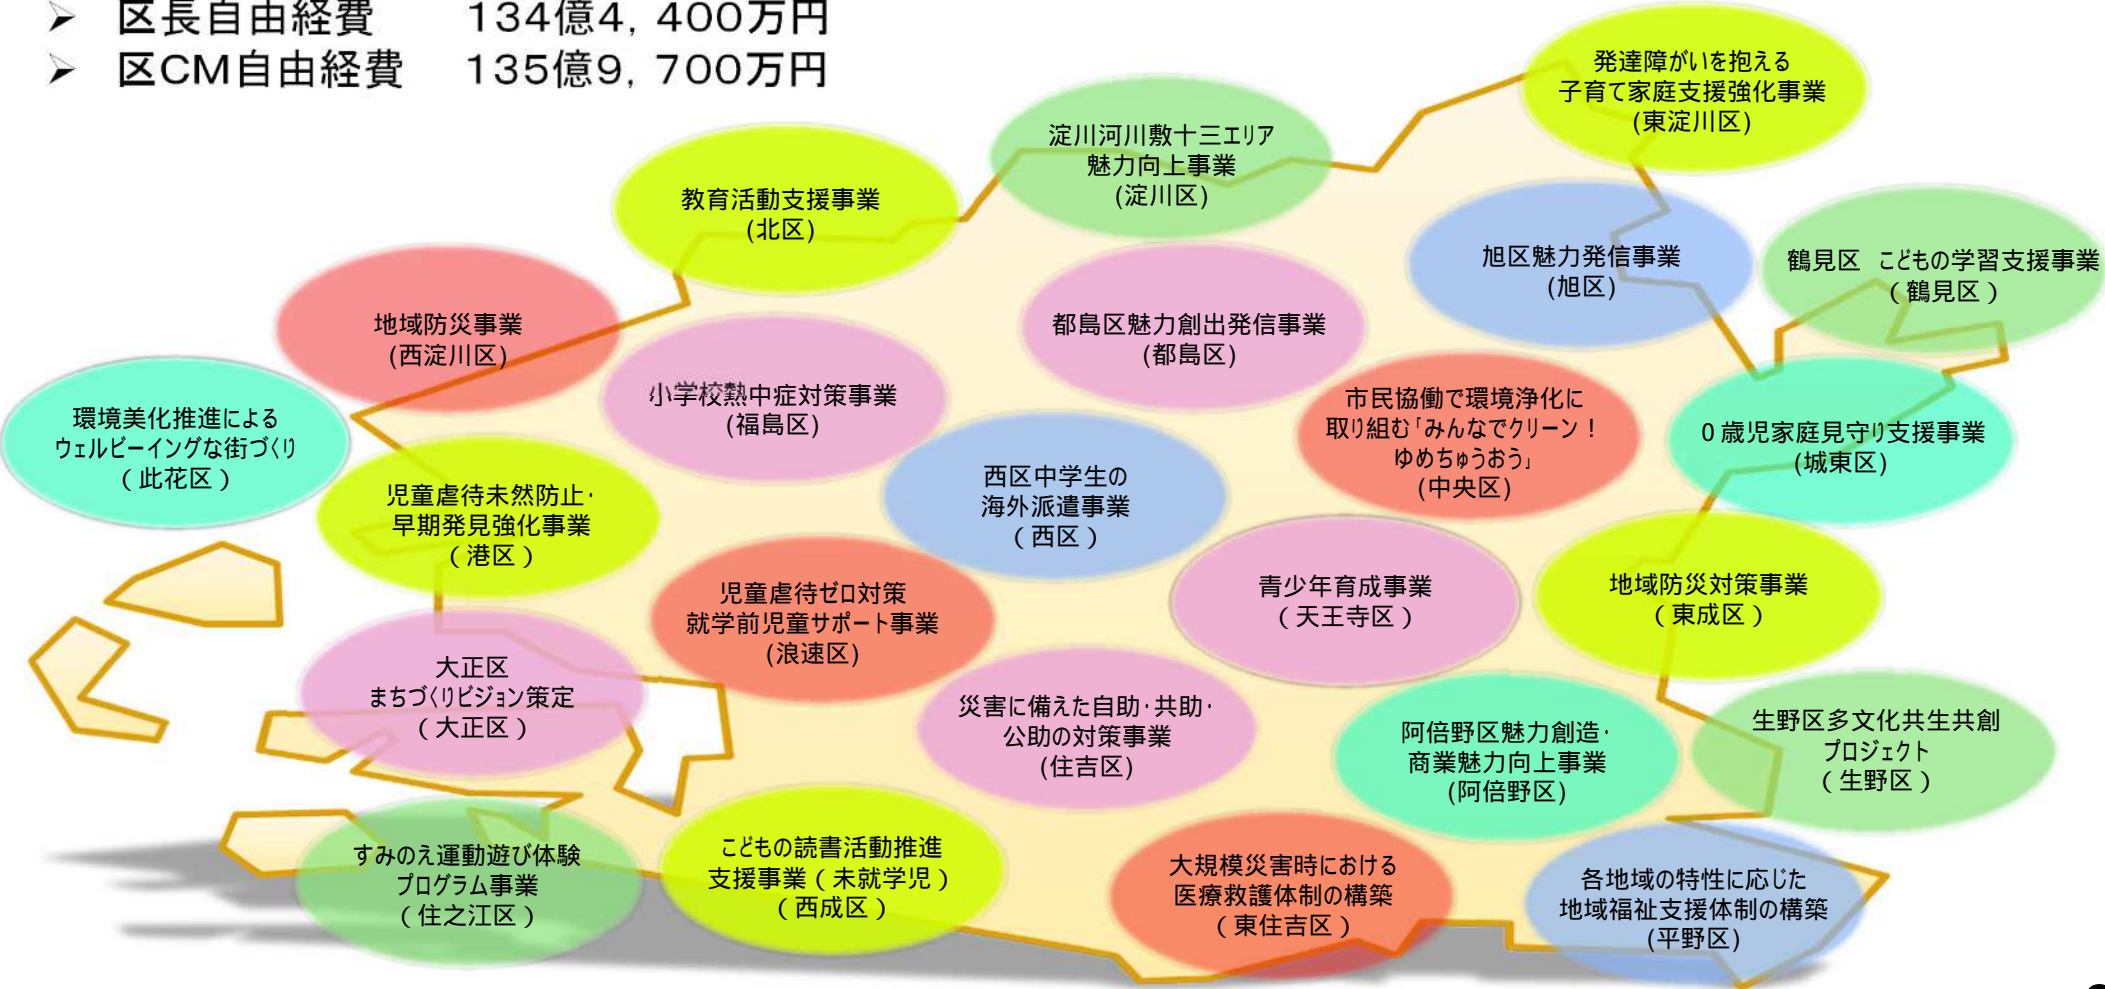 ➢ 区長自由経費 134億4，400万円
➢ 区CM自由経費 135億9，700万円
発達障がいを抱える
子育て家庭支援強化事業
(東淀川区)
淀川河川敷十三エリア
魅力向上事業
(淀川区)
教育活動支援事業
(北区)
旭区魅力発信事業
(旭区)
鶴見区　こどもの学習支援事業
（鶴見区）
地域防災事業
(西淀川区)
都島区魅力創出発信事業
(都島区)
小学校熱中症対策事業
(福島区)
市民協働で環境浄化に
取り組む「みんなでクリーン！
ゆめちゅうおう」
(中央区)
０歳児家庭見守り支援事業
(城東区)
環境美化推進による
ウェルビーイングな街づくり
（此花区）
児童虐待未然防止・
早期発見強化事業
（港区）
西区中学生の
海外派遣事業
（西区）
児童虐待ゼロ対策
就学前児童サポート事業
(浪速区)
青少年育成事業
（天王寺区）
地域防災対策事業
（東成区）
大正区
まちづくりビジョン策定
（大正区）
災害に備えた自助・共助・
公助の対策事業
(住吉区)
阿倍野区魅力創造・
商業魅力向上事業
(阿倍野区)
生野区多文化共生共創
プロジェクト
（生野区）
すみのえ運動遊び体験
プログラム事業
（住之江区）
こどもの読書活動推進
支援事業（未就学児）
（西成区）
大規模災害時における
医療救護体制の構築
（東住吉区）
各地域の特性に応じた
地域福祉支援体制の構築
(平野区)